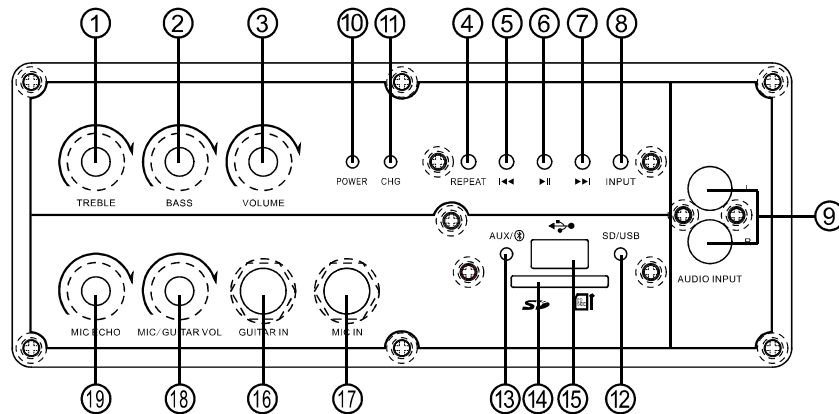 ① ② ③ ⑩ ⑪ ④ ⑤ ⑥ ⑦ ⑧
TREBLE BASS VOLUME POWER CHG REPEAT INPUT
L
⑨
R
AUX/ SD/USB
AUDIO INPUT
SD
MIC ECHO MIC/GUITAR VOL GUITAR IN MIC IN
⑲ ⑱ ⑯ ⑰ ⑬ ⑭ ⑮ ⑫